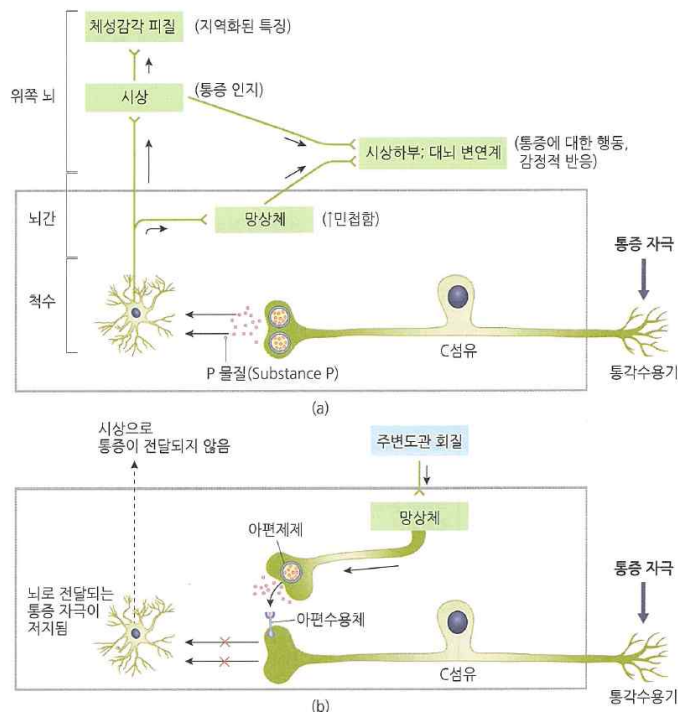 체성감각 피질
(지역화된 특징)
위쪽 뇌
시상
(통증 인지)
시상하부; 대뇌 변연계
(통증에 대한 행동,
감정적 반응)
뇌간
망상체
(↑민첩함)
통증 자극
척수
C섬유
P 물질(Substance P)
통각수용기
(a)
시상으로
통증이 전달되지 않음
주변도관 회질
망상체
아편제제
통증 자극
뇌로 전달되는
통증 자극이
저지됨
아편수용체
C섬유
통각수용기
(b)